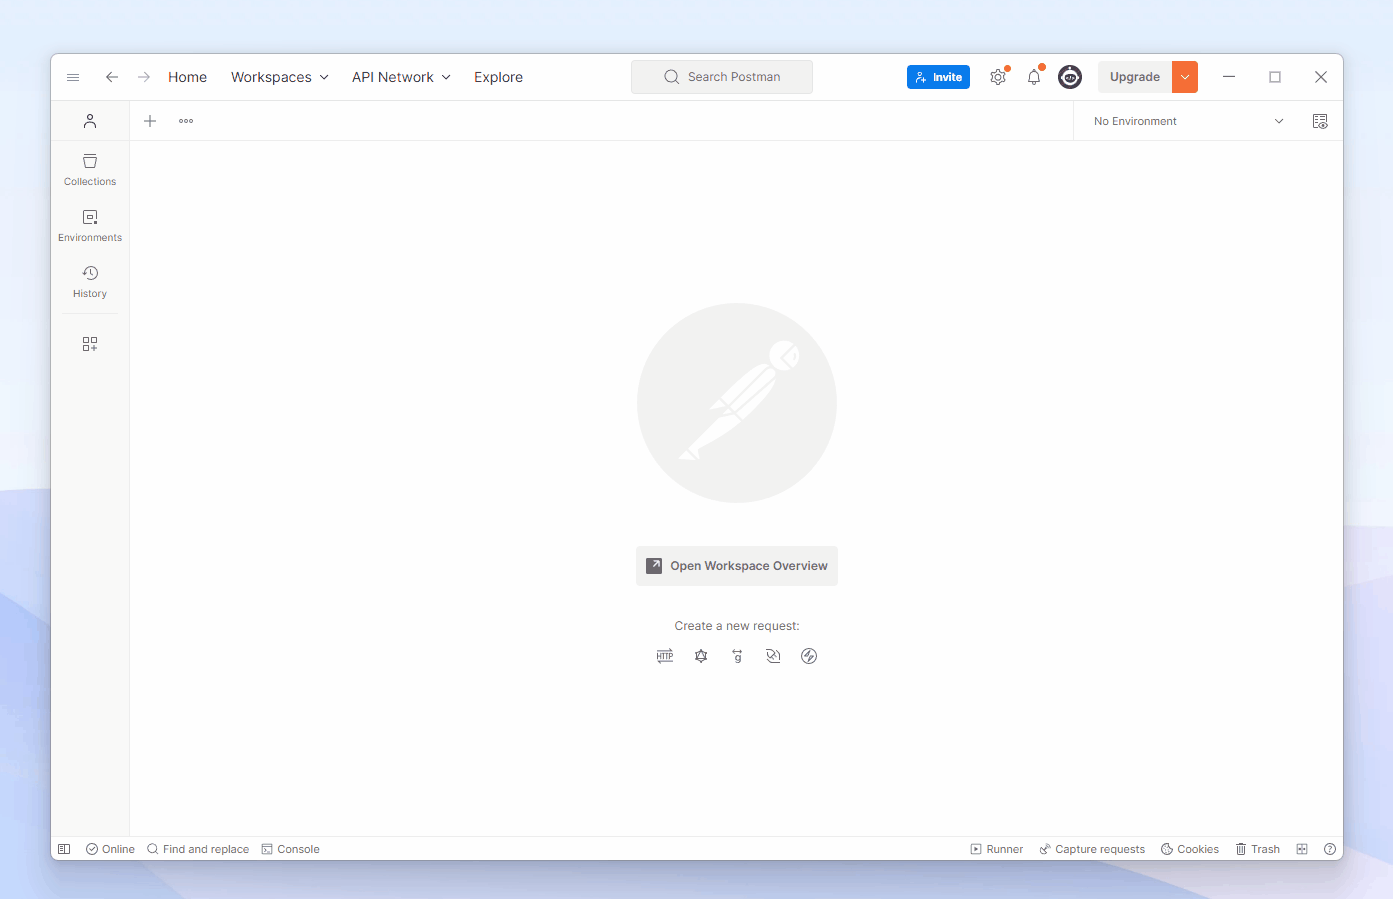 Home Workspaces API Network Explore Search Postman Invite Upgrade
No Environment
Collections
Environments
History
Open Workspace Overview
Create a new request:
HTTP
g
Online Find and replace Console Runner Capture requests Cookies Trash